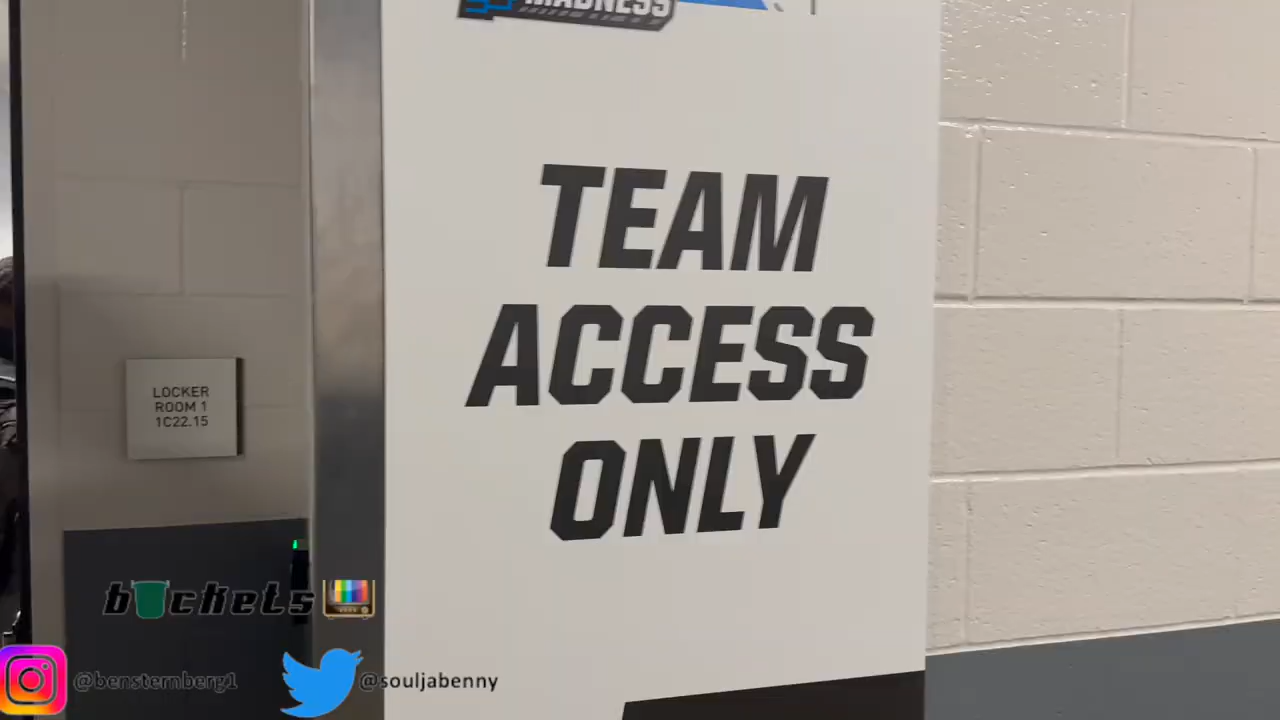 MADNESS
TEAM
ACCESS
ONLY
LOCKER
ROOM 1
1C22.15
buckets
@bensternberg1
@souljabenny